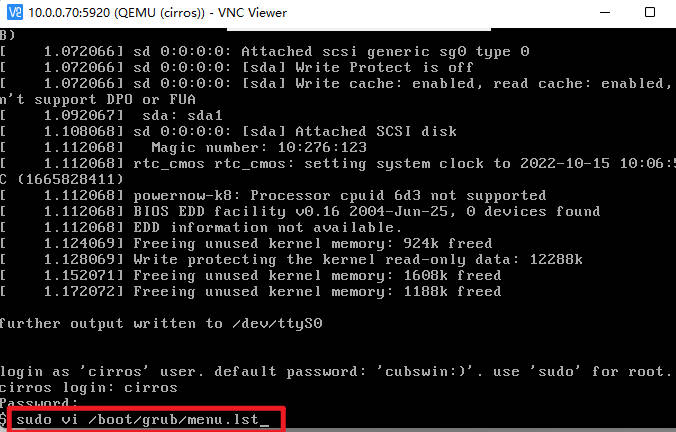 10.0.0.70:5920 (QEMU (cirros)) - VNC Viewer
B)
[    1.072066] sd 0:0:0:0: Attached scsi generic sg0 type 0
[    1.072066] sd 0:0:0:0: [sda] Write Protect is off
[    1.072066] sd 0:0:0:0: [sda] Write cache: enabled, read cache: enabled,
n't support DPO or FUA
[    1.092067]  sda: sda1
[    1.108068] sd 0:0:0:0: [sda] Attached SCSI disk
[    1.112068]   Magic number: 10:276:123
[    1.112068] rtc_cmos rtc_cmos: setting system clock to 2022-10-15 10:06:5
C (1665828411)
[    1.112068] powernow-k8: Processor cpuid 6d3 not supported
[    1.112068] BIOS EDD facility v0.16 2004-Jun-25, 0 devices found
[    1.112068] EDD information not available.
[    1.124069] Freeing unused kernel memory: 924k freed
[    1.128069] Write protecting the kernel read-only data: 12288k
[    1.152071] Freeing unused kernel memory: 1608k freed
[    1.172072] Freeing unused kernel memory: 1188k freed
further output written to /dev/ttyS0
login as 'cirros' user. default password: 'cubswin:)'. use 'sudo' for root.
cirros login: cirros
Password:
$ sudo vi /boot/grub/menu.lst_